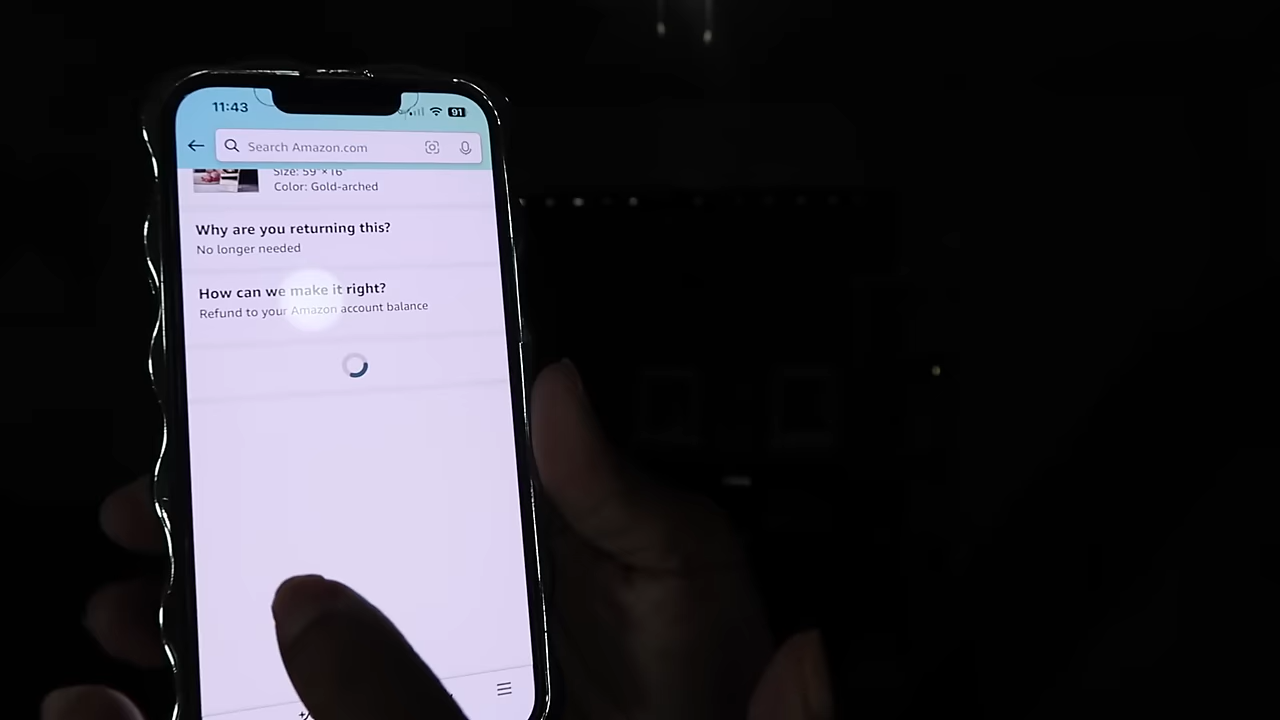 11:43
91
Search Amazon.com
Size: 59"×16"
Color: Gold-arched
Why are you returning this?
No longer needed
How can we make it right?
Refund to your Amazon account balance